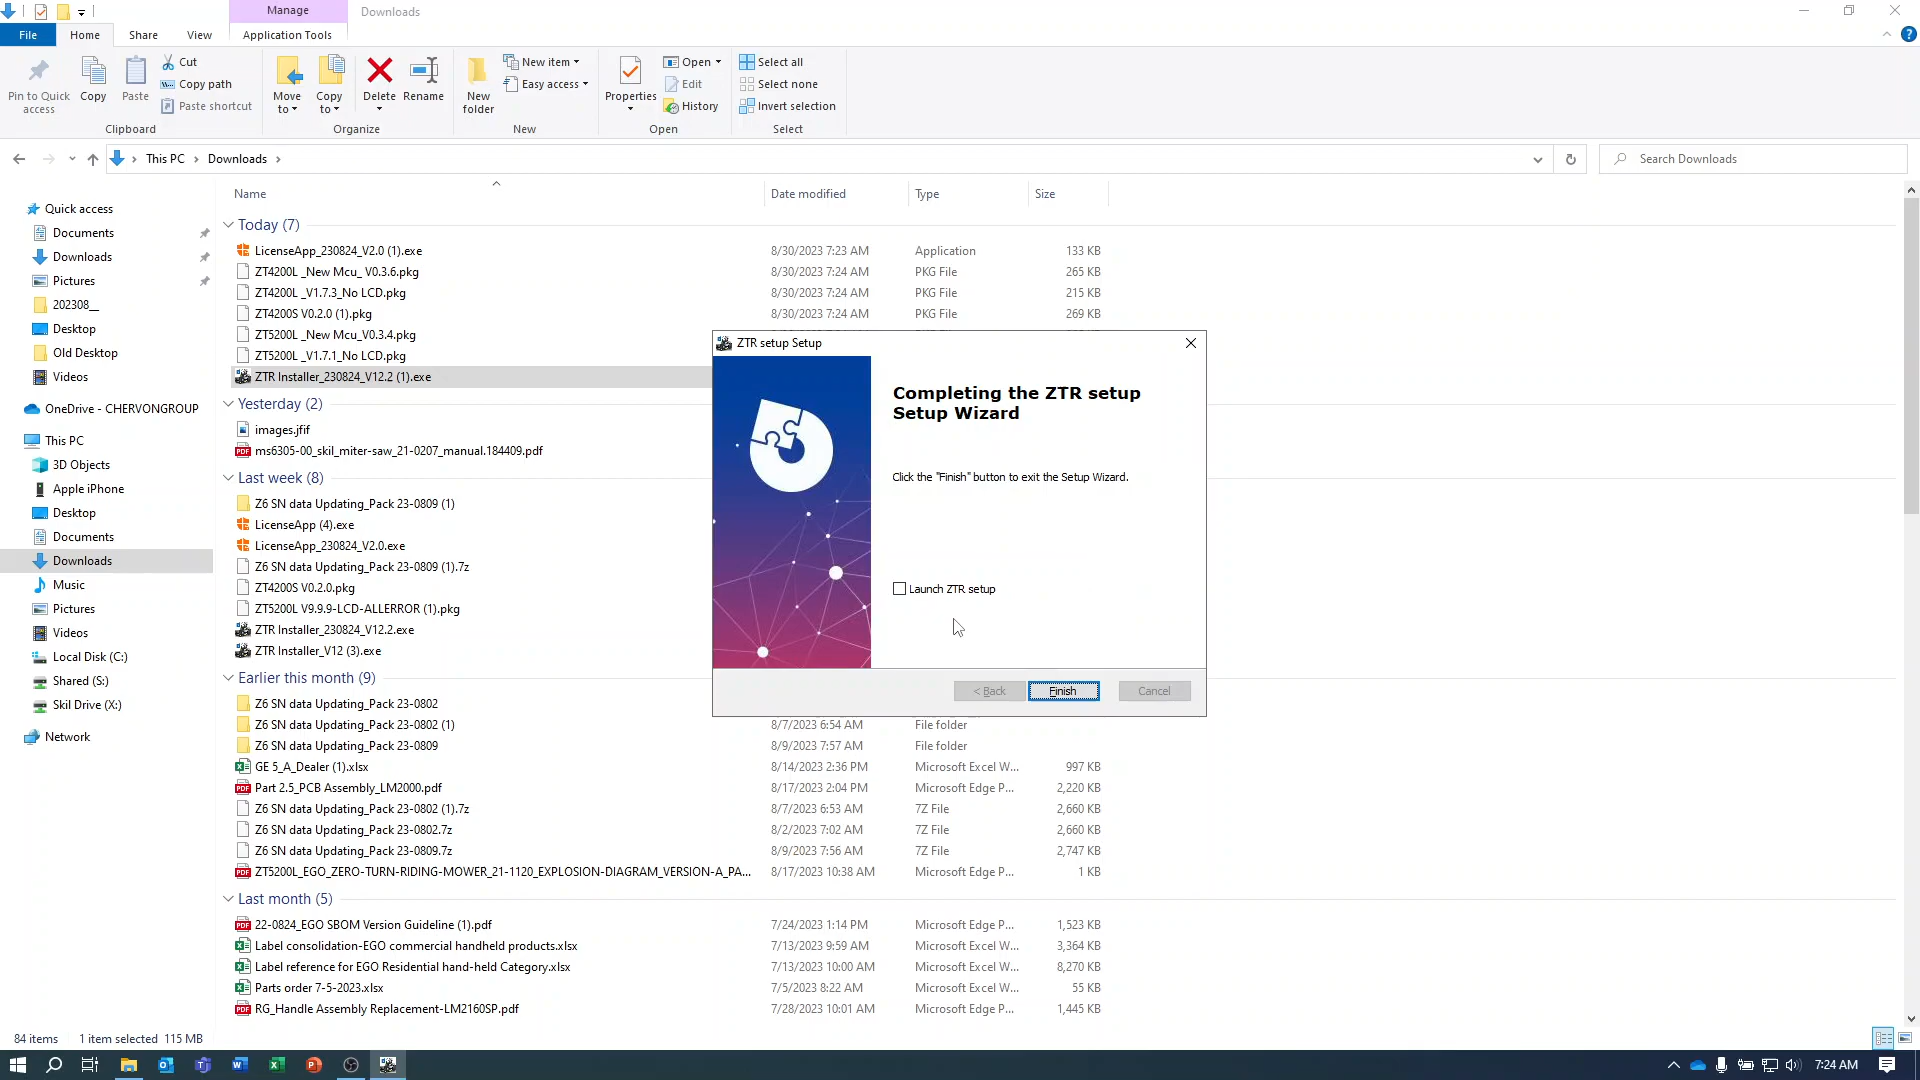 Manage
Downloads
File
Home
Share
View
Application Tools
Pin to Quick access
Copy
Paste
Cut
Copy path
Paste shortcut
Clipboard
Move to
Copy to
Delete
Rename
Organize
New folder
New item
Easy access
New
Properties
Open
Edit
History
Open
Select all
Select none
Invert selection
Select
This PC > Downloads >
Search Downloads
Quick access
Documents
Downloads
Pictures
202308__
Desktop
Old Desktop
Videos
OneDrive - CHERVONGROUP
This PC
3D Objects
Apple iPhone
Desktop
Documents
Downloads
Music
Pictures
Videos
Local Disk (C:)
Shared (S:)
Skil Drive (X:)
Network
Name Date modified Type Size
Today (7)
LicenseApp_230824_V2.0 (1).exe 8/30/2023 7:23 AM Application 133 KB
ZT4200L _New Mcu_ V0.3.6.pkg 8/30/2023 7:24 AM PKG File 265 KB
ZT4200L _V1.7.3_No LCD.pkg 8/30/2023 7:24 AM PKG File 215 KB
ZT4200S V0.2.0 (1).pkg 8/30/2023 7:24 AM PKG File 269 KB
ZT5200L _New Mcu_V0.3.4.pkg
ZT5200L _V1.7.1_No LCD.pkg
ZTR Installer_230824_V12.2 (1).exe
Yesterday (2)
images.jfif
ms6305-00_skil_miter-saw_21-0207_manual.184409.pdf
Last week (8)
Z6 SN data Updating_Pack 23-0809 (1)
LicenseApp (4).exe
LicenseApp_230824_V2.0.exe
Z6 SN data Updating_Pack 23-0809 (1).7z
ZT4200S V0.2.0.pkg
ZT5200L V9.9.9-LCD-ALLERROR (1).pkg
ZTR Installer_230824_V12.2.exe
ZTR Installer_V12 (3).exe
Earlier this month (9)
Z6 SN data Updating_Pack 23-0802
Z6 SN data Updating_Pack 23-0802 (1) 8/7/2023 6:54 AM File folder
Z6 SN data Updating_Pack 23-0809 8/9/2023 7:57 AM File folder
GE 5_A_Dealer (1).xlsx 8/14/2023 2:36 PM Microsoft Excel W... 997 KB
Part 2.5_PCB Assembly_LM2000.pdf 8/17/2023 2:04 PM Microsoft Edge P... 2,220 KB
Z6 SN data Updating_Pack 23-0802 (1).7z 8/7/2023 6:53 AM 7Z File 2,660 KB
Z6 SN data Updating_Pack 23-0802.7z 8/2/2023 7:02 AM 7Z File 2,660 KB
Z6 SN data Updating_Pack 23-0809.7z 8/9/2023 7:56 AM 7Z File 2,747 KB
ZT5200L_EGO_ZERO-TURN-RIDING-MOWER_21-1120_EXPLOSION-DIAGRAM_VERSION-A_PA... 8/17/2023 10:38 AM Microsoft Edge P... 1 KB
Last month (5)
22-0824_EGO SBOM Version Guideline (1).pdf 7/24/2023 1:14 PM Microsoft Edge P... 1,523 KB
Label consolidation-EGO commercial handheld products.xlsx 7/13/2023 9:59 AM Microsoft Excel W... 3,364 KB
Label reference for EGO Residential hand-held Category.xlsx 7/13/2023 10:00 AM Microsoft Excel W... 8,270 KB
Parts order 7-5-2023.xlsx 7/5/2023 8:22 AM Microsoft Excel W... 55 KB
RG_Handle Assembly Replacement-LM2160SP.pdf 7/28/2023 10:01 AM Microsoft Edge P... 1,445 KB
ZTR setup Setup
Completing the ZTR setup
Setup Wizard
Click the "Finish" button to exit the Setup Wizard.
Launch ZTR setup
< Back
Finish
Cancel
84 items 1 item selected 115 MB
7:24 AM